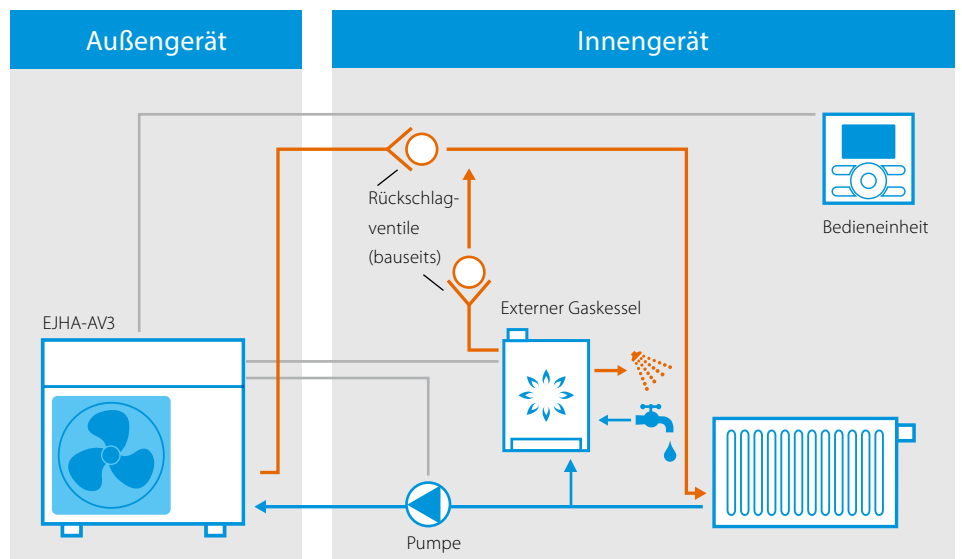 Außengerät
Innengerät
Rückschlag-
ventile
(bauseits)
Bedieneinheit
Externer Gaskessel
EJHA-AV3
Pumpe